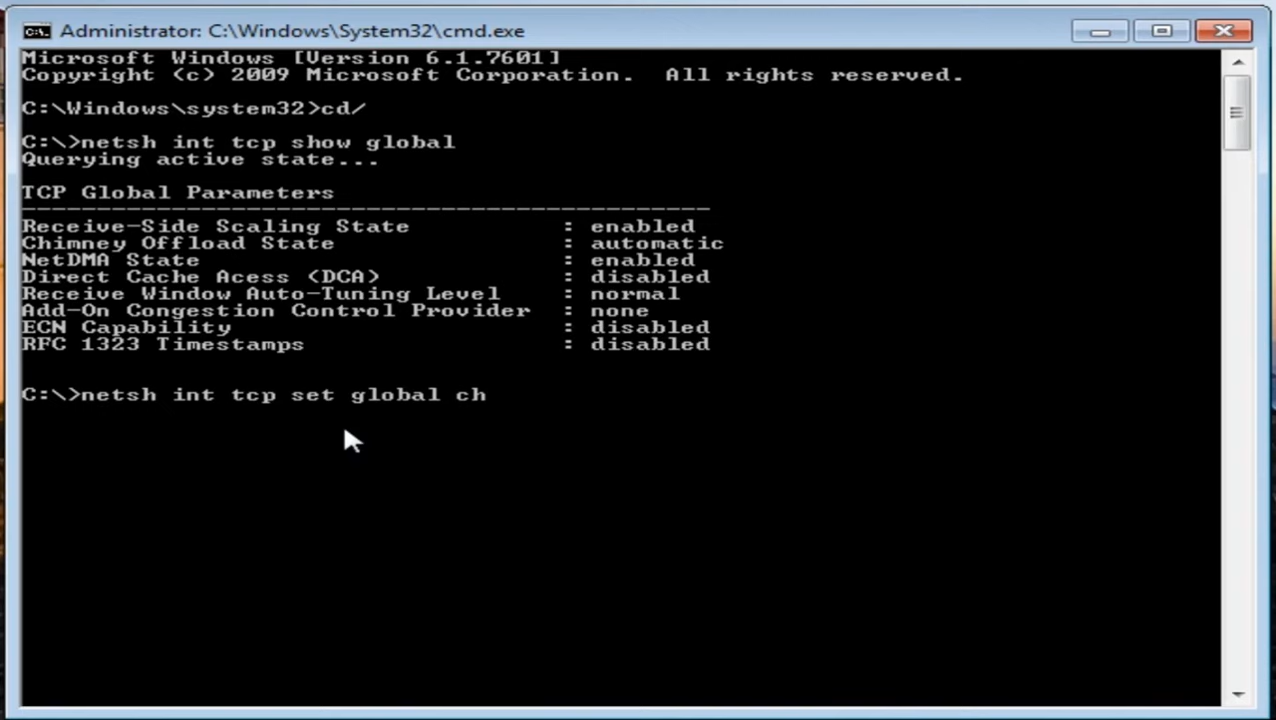 Administrator: C:\Windows\System32\cmd.exe
Microsoft Windows [Version 6.1.7601]
Copyright (c) 2009 Microsoft Corporation.  All rights reserved.
C:\Windows\system32>cd/
C:\>netsh int tcp show global
Querying active state...
TCP Global Parameters
----------------------------------------------
Receive-Side Scaling State          : enabled
Chimney Offload State               : automatic
NetDMA State                        : enabled
Direct Cache Acess (DCA)            : disabled
Receive Window Auto-Tuning Level    : normal
Add-On Congestion Control Provider  : none
ECN Capability                      : disabled
RFC 1323 Timestamps                 : disabled
C:\>netsh int tcp set global ch